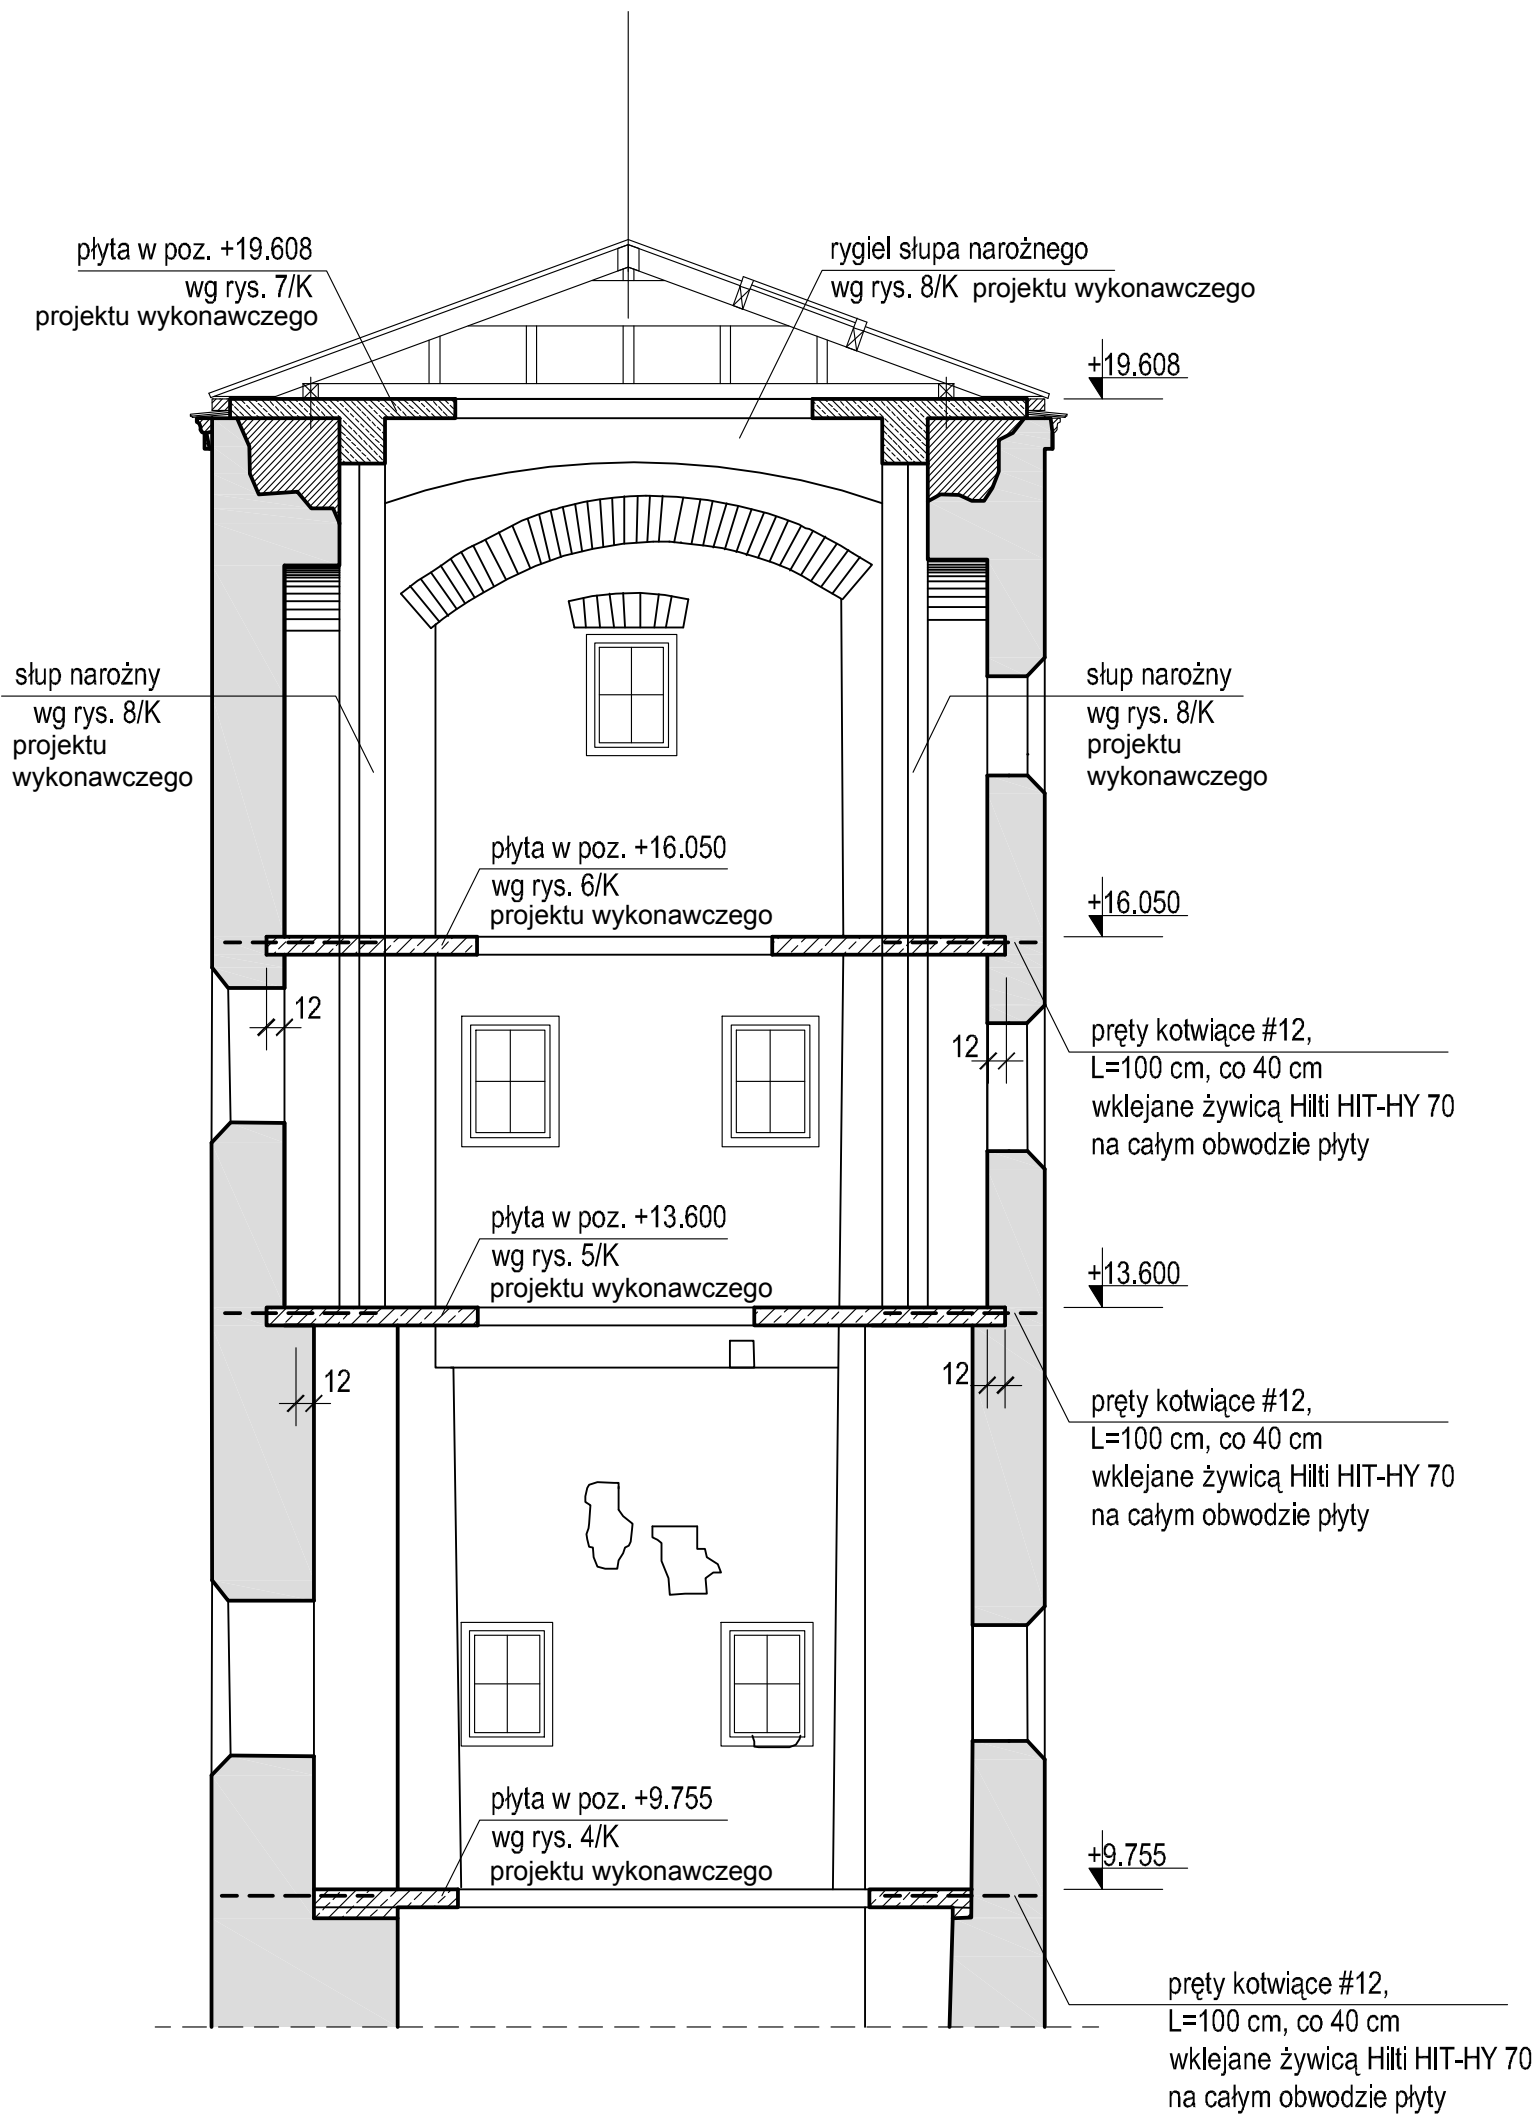 płyta w poz. +19.608
wg rys. 7/K
projektu wykonawczego
rygiel słupa narożnego
wg rys. 8/K projektu wykonawczego
+19.608
słup narożny
wg rys. 8/K
projektu
wykonawczego
słup narożny
wg rys. 8/K
projektu
wykonawczego
płyta w poz. +16.050
wg rys. 6/K
projektu wykonawczego
+16.050
12
12
pręty kotwiące #12,
L=100 cm, co 40 cm
wklejane żywicą Hilti HIT-HY 70
na całym obwodzie płyty
płyta w poz. +13.600
wg rys. 5/K
projektu wykonawczego
+13.600
12
12
pręty kotwiące #12,
L=100 cm, co 40 cm
wklejane żywicą Hilti HIT-HY 70
na całym obwodzie płyty
płyta w poz. +9.755
wg rys. 4/K
projektu wykonawczego
+9.755
pręty kotwiące #12,
L=100 cm, co 40 cm
wklejane żywicą Hilti HIT-HY 70
na całym obwodzie płyty